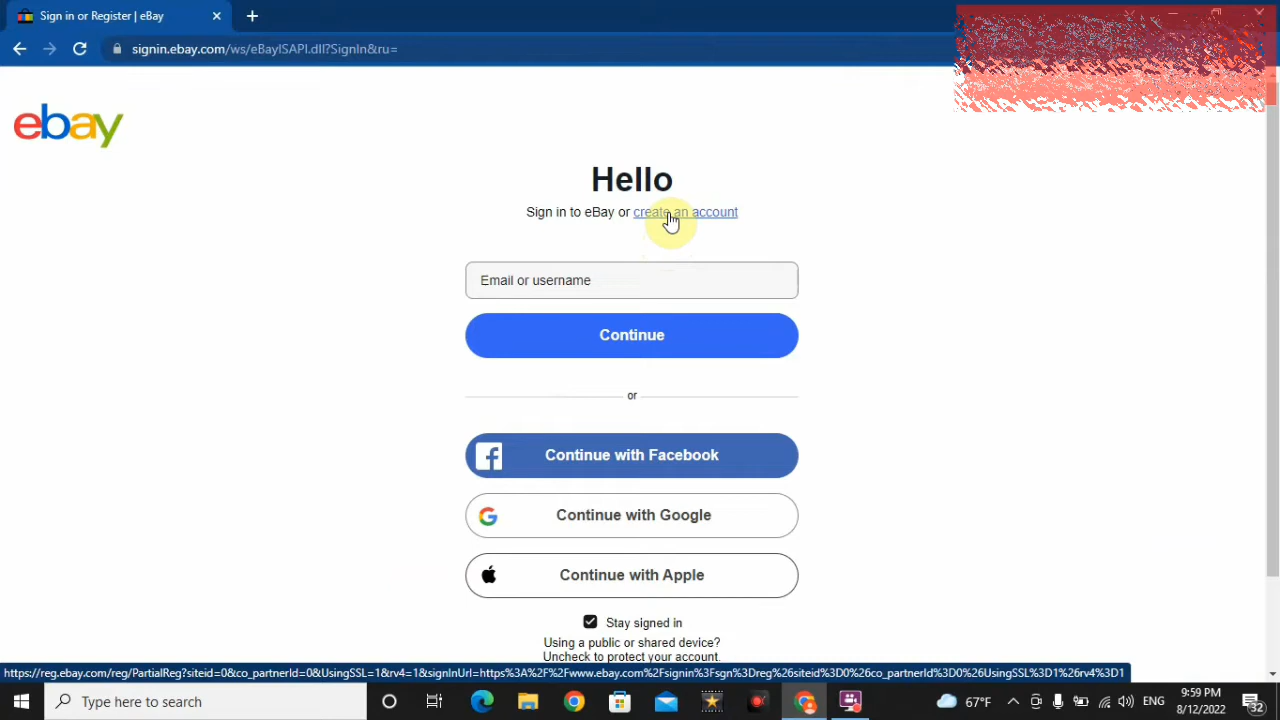 Sign in or Register | eBay
signin.ebay.com/ws/eBayISAPI.dll?SignIn&ru=
ebay
Hello
Sign in to eBay or create an account
Email or username
Continue
or
Continue with Facebook
Continue with Google
Continue with Apple
Stay signed in
Using a public or shared device?
Uncheck to protect your account.
https://reg.ebay.com/reg/PartialReg?siteid=0&co_partnerId=0&UsingSSL=1&rv4=1&signInUrl=https%3A%2F%2Fwww.ebay.com%2Fsignin%2Fsgn%3Dreg%26siteid%3D0%26co_partnerId%3D0%26UsingSSL%3D1%26rv4%3D1
Type here to search
67°F
ENG
9:59 PM
8/12/2022
32